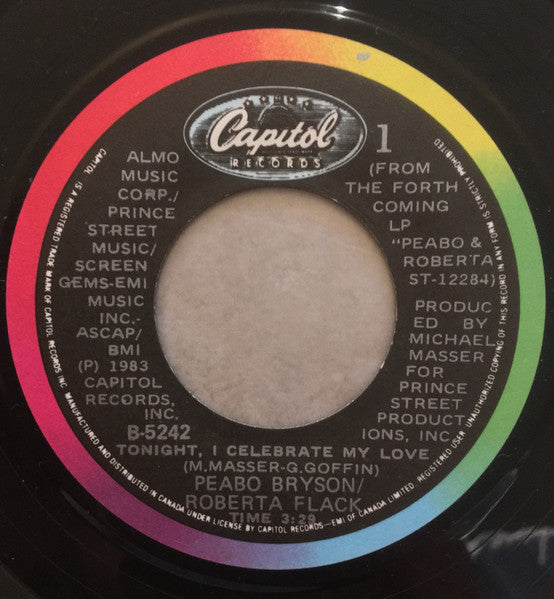 Capitol
RECORDS
1
ALMO
MUSIC
CORP./
PRINCE
STREET
MUSIC/
SCREEN
GEMS-EMI
MUSIC
INC.-
ASCAP/
BMI
(P) 1983
CAPITOL
RECORDS,
INC.
B-5242
(FROM
THE FORTH
COMING
LP
"PEABO &
ROBERTA
ST-12284)
PRODUC
ED BY
MICHAEL
MASSER
FOR
PRINCE
STREET
PRODUCT
IONS, INC.
TONIGHT, I CELEBRATE MY LOVE
(M.MASSER-G.GOFFIN)
PEABO BRYSON/
ROBERTA FLACK
TIME 3:29
CAPITOL IS A REGISTERED TRADE MARK OF CAPITOL RECORDS INC. MANUFACTURED AND DISTRIBUTED IN CANADA UNDER LICENSE BY CAPITOL RECORDS—EMI OF CANADA LIMITED. REGISTERED USER. UNAUTHORIZED COPYING OF THIS RECORD IN ANY FORM IS STRICTLY PROHIBITED